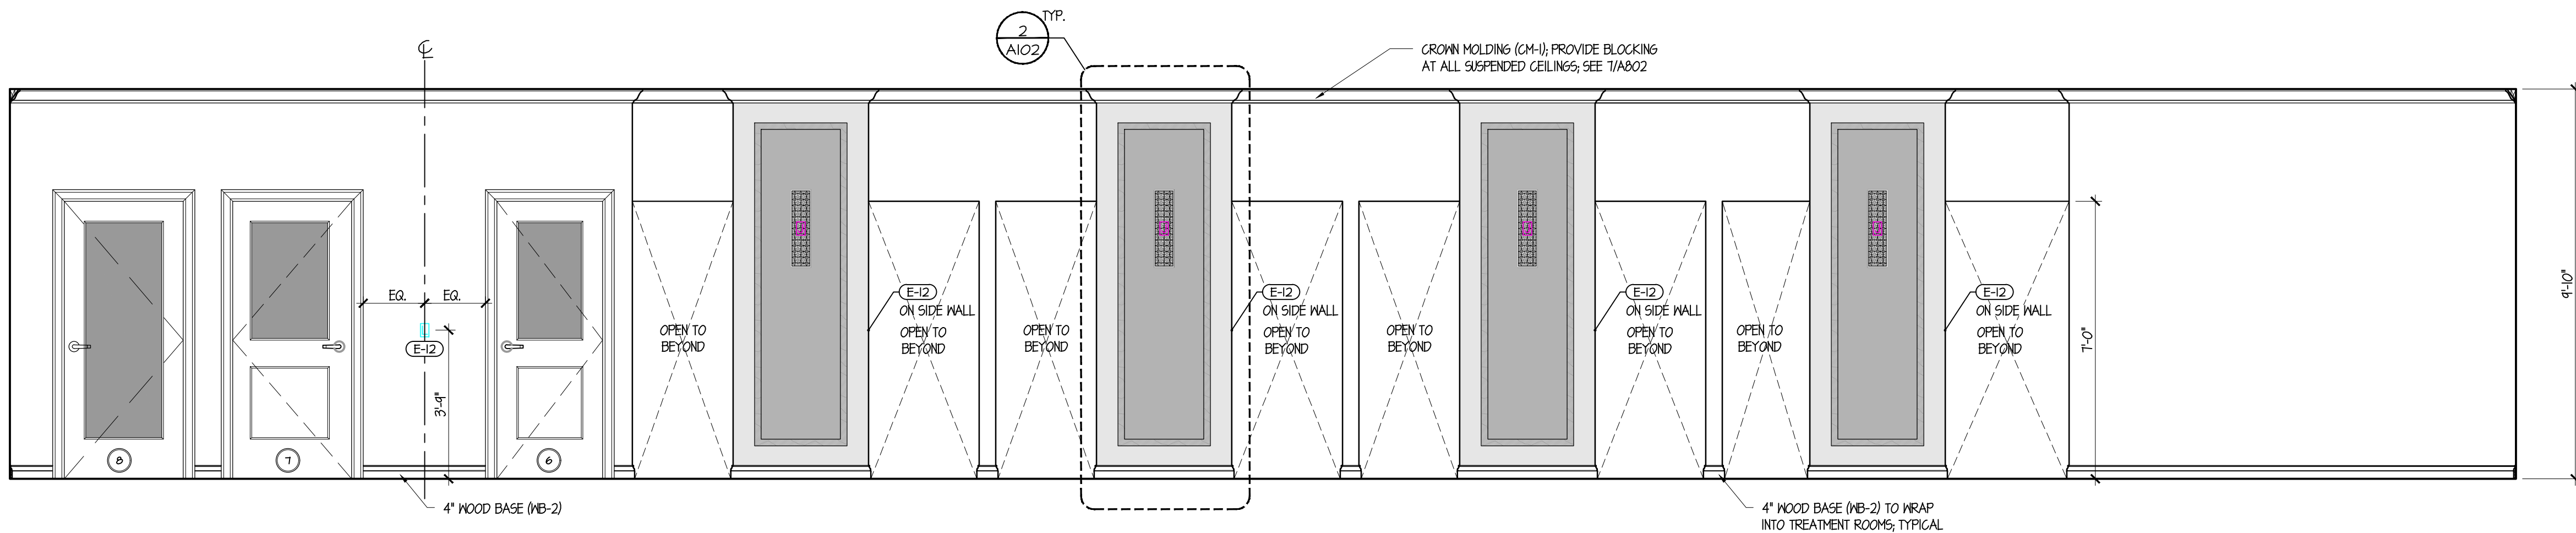 TYP.
2
A102
CROWN MOLDING (CM-1); PROVIDE BLOCKING
AT ALL SUSPENDED CEILINGS; SEE 7/A802
EQ.
EQ.
E-12
3'-9"
8
7
6
4" WOOD BASE (WB-2)
OPEN TO
BEYOND
E-12
ON SIDE WALL
OPEN TO
BEYOND
OPEN TO
BEYOND
E-12
ON SIDE WALL
OPEN TO
BEYOND
OPEN TO
BEYOND
E-12
ON SIDE WALL
OPEN TO
BEYOND
OPEN TO
BEYOND
E-12
ON SIDE WALL
OPEN TO
BEYOND
7'-0"
9'-10"
4" WOOD BASE (WB-2) TO WRAP
INTO TREATMENT ROOMS; TYPICAL